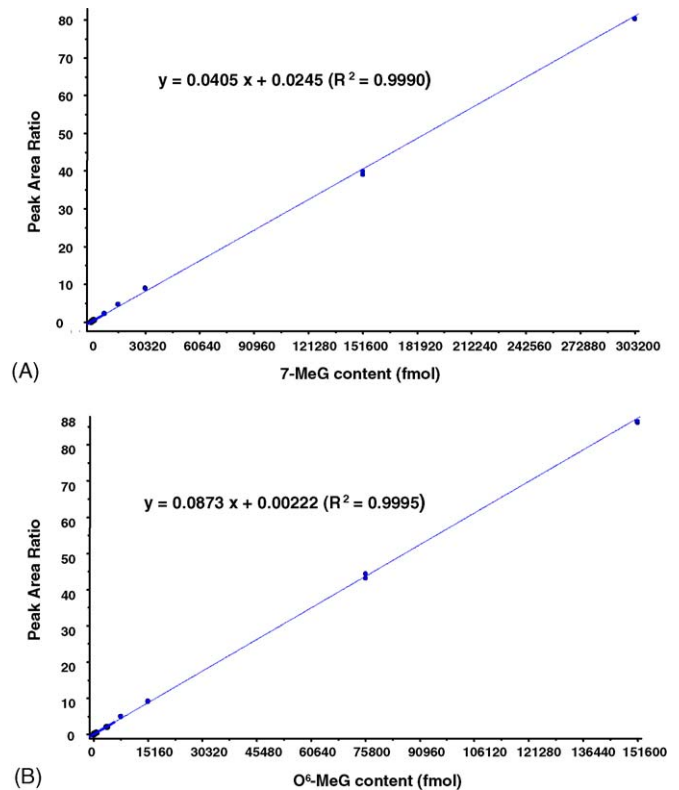 80
y = 0.0405 x + 0.0245 (R² = 0.9990)
70
60
50
40
30
20
10
0
Peak Area Ratio
0 30320 60640 90960 121280 151600 181920 212240 242560 272880 303200
(A)
7-MeG content (fmol)
88
80
70
y = 0.0873 x + 0.00222 (R² = 0.9995)
60
50
40
30
20
10
0
Peak Area Ratio
0 15160 30320 45480 60640 75800 90960 106120 121280 136440 151600
(B)
O⁶-MeG content (fmol)